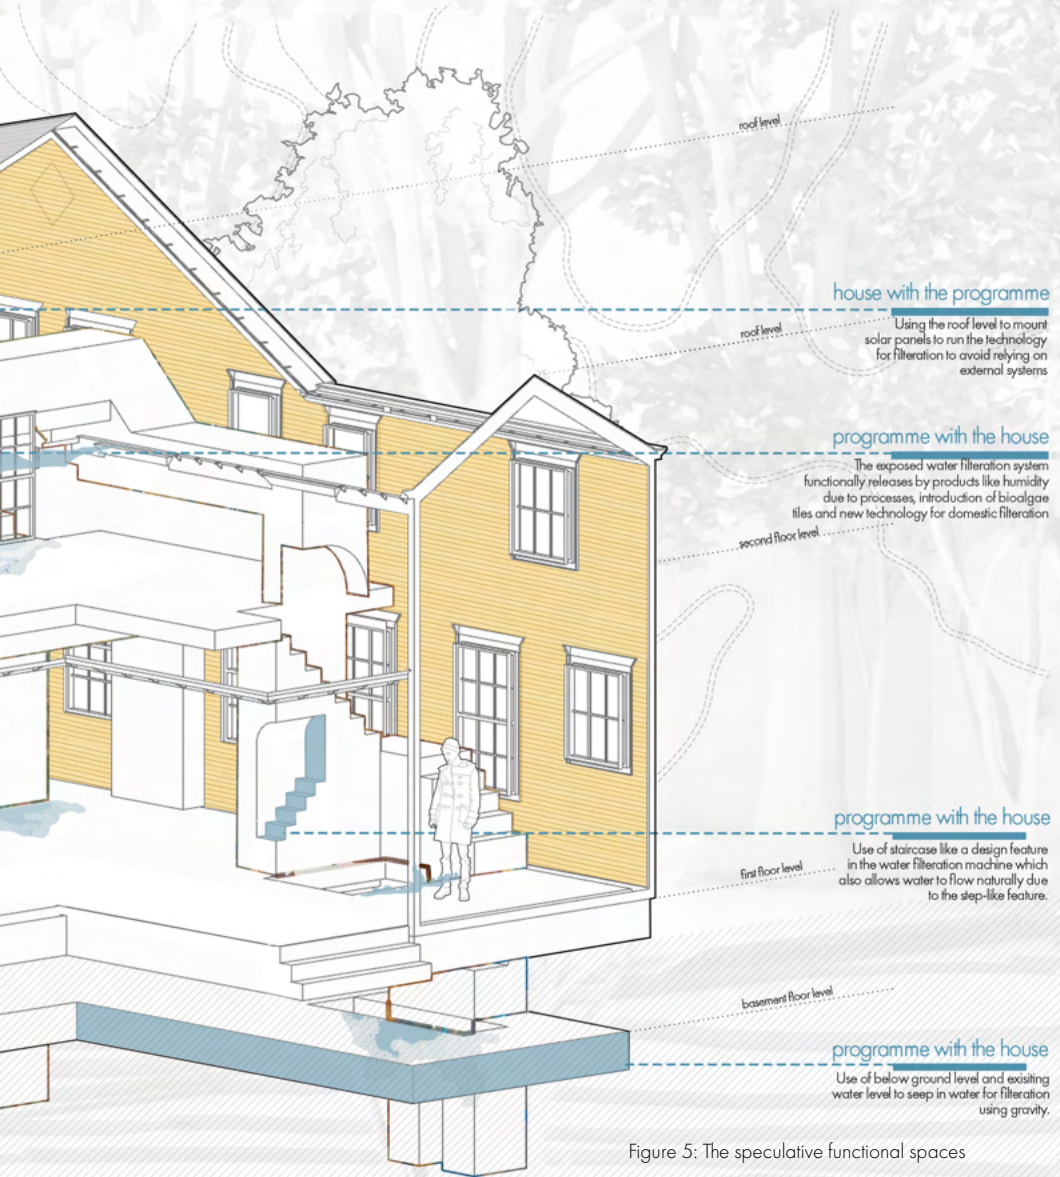 roof level
house with the programme
Using the roof level to mount
solar panels to run the technology
for filteration to avoid relying on
external systems
roof level
programme with the house
The exposed water filteration system
functionally releases by products like humidity
due to processes, introduction of bioalgae
tiles and new technology for domestic filteration
second floor level
programme with the house
Use of staircase like a design feature
in the water filteration machine which
also allows water to flow naturally due
to the step-like feature.
first floor level
basement floor level
programme with the house
Use of below ground level and exisiting
water level to seep in water for filteration
using gravity.
Figure 5: The speculative functional spaces